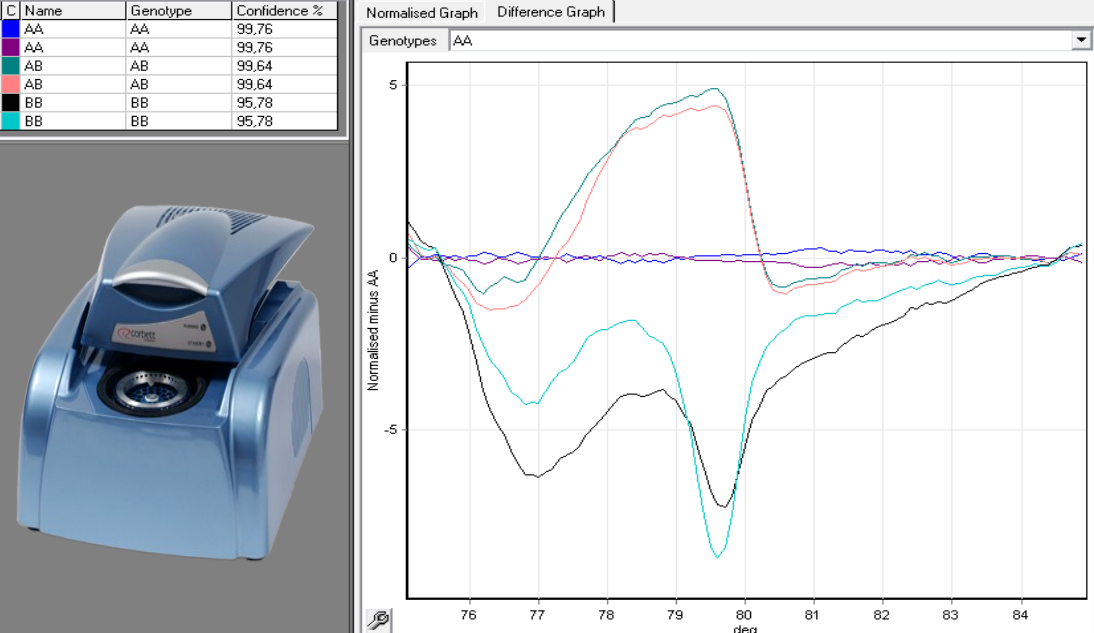 C Name Genotype Confidence %
AA AA 99,76
AA AA 99,76
AB AB 99,64
AB AB 99,64
BB BB 95,78
BB BB 95,78
corbett
Normalised Graph Difference Graph
Genotypes AA
Normalised minus AA
5
0
-5
76 77 78 79 80 81 82 83 84
deg